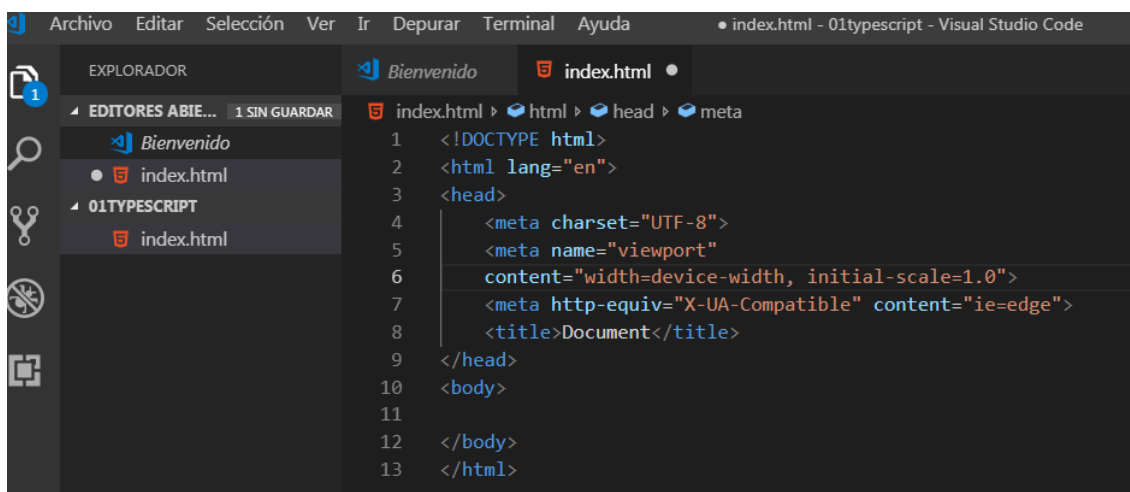 Archivo Editar Selección Ver Ir Depurar Terminal Ayuda ● index.html - 01typescript - Visual Studio Code
EXPLORADOR
1
EDITORES ABIE... 1 SIN GUARDAR
Bienvenido
● index.html
01TYPESCRIPT
index.html
Bienvenido index.html ●
index.html ▹ html ▹ head ▹ meta
1 <!DOCTYPE html>
2 <html lang="en">
3 <head>
4 <meta charset="UTF-8">
5 <meta name="viewport"
6 content="width=device-width, initial-scale=1.0">
7 <meta http-equiv="X-UA-Compatible" content="ie=edge">
8 <title>Document</title>
9 </head>
10 <body>
11
12 </body>
13 </html>